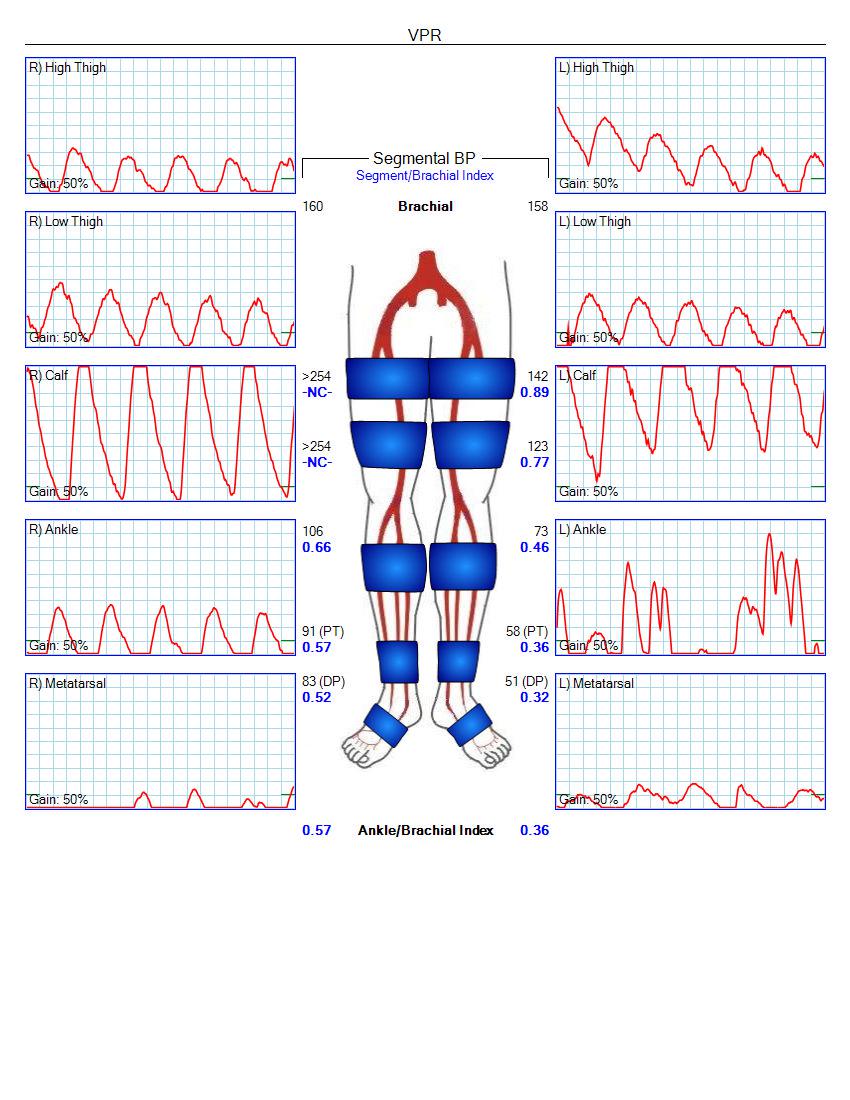 VPR
R) High Thigh
Gain: 50%
L) High Thigh
Gain: 50%
Segmental BP
Segment/Brachial Index
160 Brachial 158
R) Low Thigh
Gain: 50%
L) Low Thigh
Gain: 50%
R) Calf
Gain: 50%
L) Calf
Gain: 50%
>254 142
-NC- 0.89
>254 123
-NC- 0.77
R) Ankle
Gain: 50%
L) Ankle
Gain: 50%
106 73
0.66 0.46
91 (PT) 58 (PT)
0.57 0.36
R) Metatarsal
Gain: 50%
L) Metatarsal
Gain: 50%
83 (DP) 51 (DP)
0.52 0.32
0.57 Ankle/Brachial Index 0.36